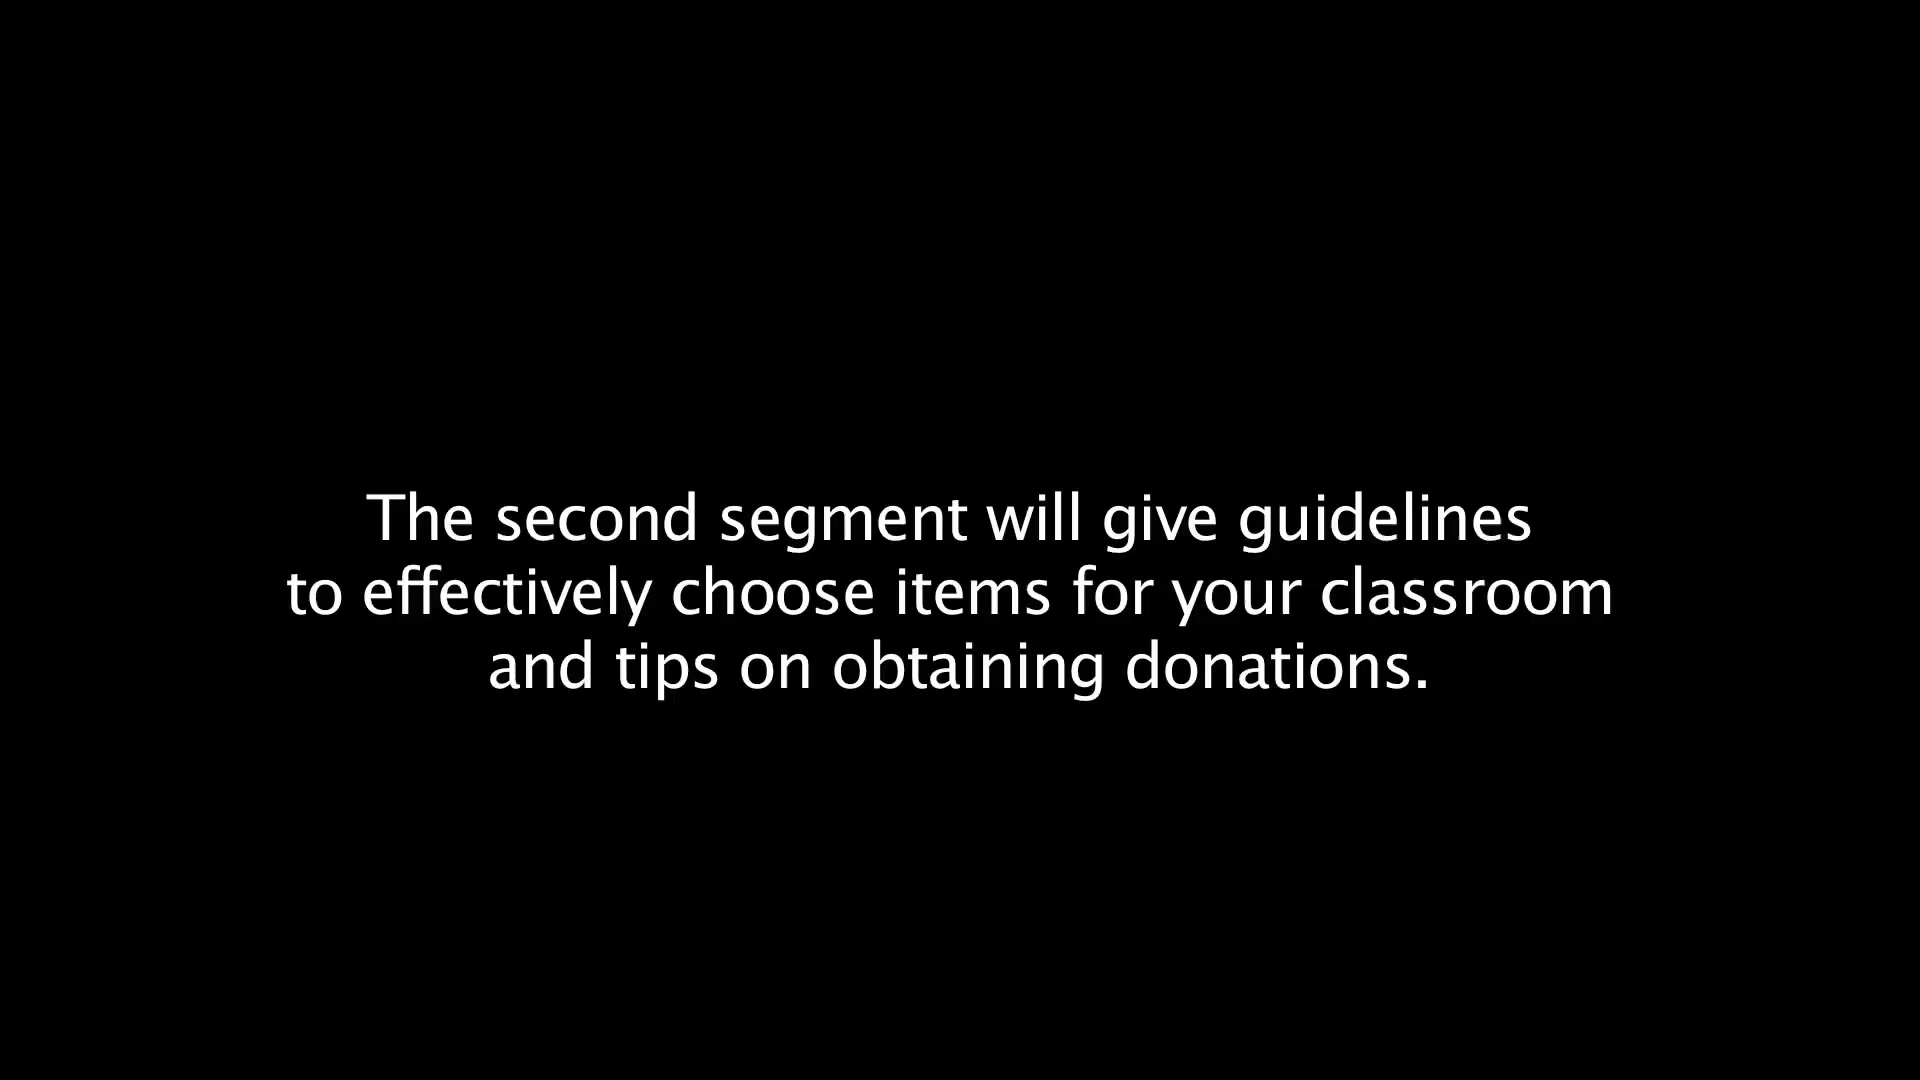 The second segment will give guidelines
to effectively choose items for your classroom
and tips on obtaining donations.